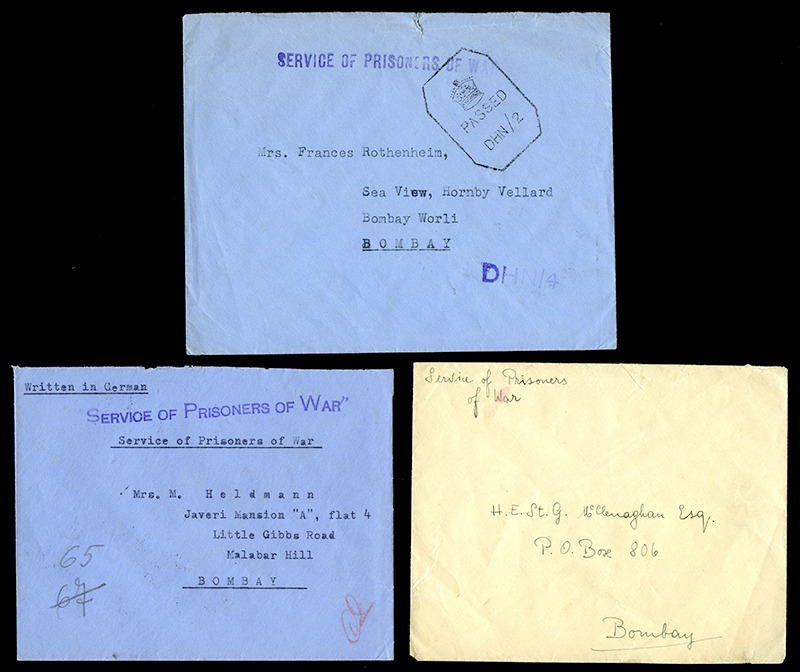 SERVICE OF PRISONERS OF WA
PASSED
DHN/2
Mrs. Frances Rothenheim,
Sea View, Hornby Vellard
Bombay Worli
BOMBAY
DHN/4
Written in German
"SERVICE OF PRISONERS OF WAR"
Service of Prisoners of War
Mrs. M. Heldmann
Javeri Mansion "A", flat 4
Little Gibbs Road
Malabar Hill
BOMBAY
65
67
Service of Prisoners
of War
H.E.St.G. McClenaghan Esq.
P.O. Box 806
Bombay